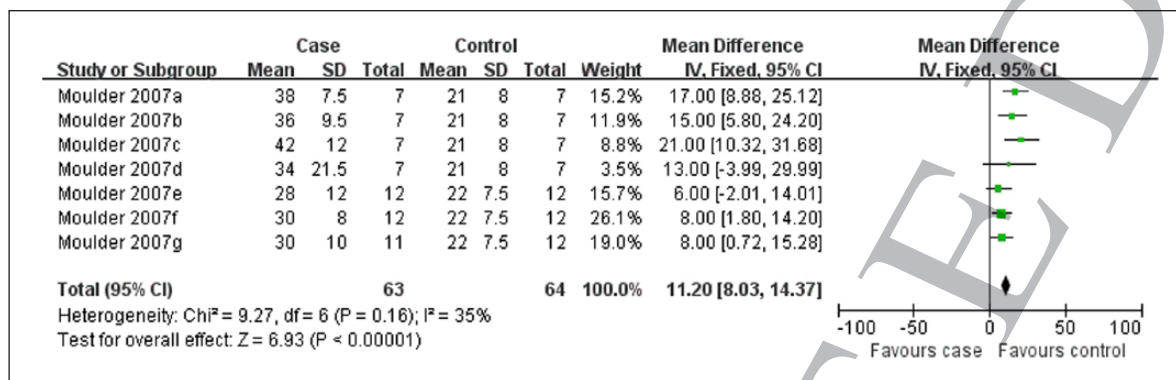 Case Control Mean Difference Mean Difference
Study or Subgroup Mean SD Total Mean SD Total Weight IV, Fixed, 95% CI IV, Fixed, 95% CI
Moulder 2007a 38 7.5 7 21 8 7 15.2% 17.00 [8.88, 25.12]
Moulder 2007b 36 9.5 7 21 8 7 11.9% 15.00 [5.80, 24.20]
Moulder 2007c 42 12 7 21 8 7 8.8% 21.00 [10.32, 31.68]
Moulder 2007d 34 21.5 7 21 8 7 3.5% 13.00 [-3.99, 29.99]
Moulder 2007e 28 12 12 22 7.5 12 15.7% 6.00 [-2.01, 14.01]
Moulder 2007f 30 8 12 22 7.5 12 26.1% 8.00 [1.80, 14.20]
Moulder 2007g 30 10 11 22 7.5 12 19.0% 8.00 [0.72, 15.28]
Total (95% CI) 63 64 100.0% 11.20 [8.03, 14.37]
Heterogeneity: Chi² = 9.27, df = 6 (P = 0.16); I² = 35%
Test for overall effect: Z = 6.93 (P < 0.00001)
-100 -50 0 50 100
Favours case Favours control
E D